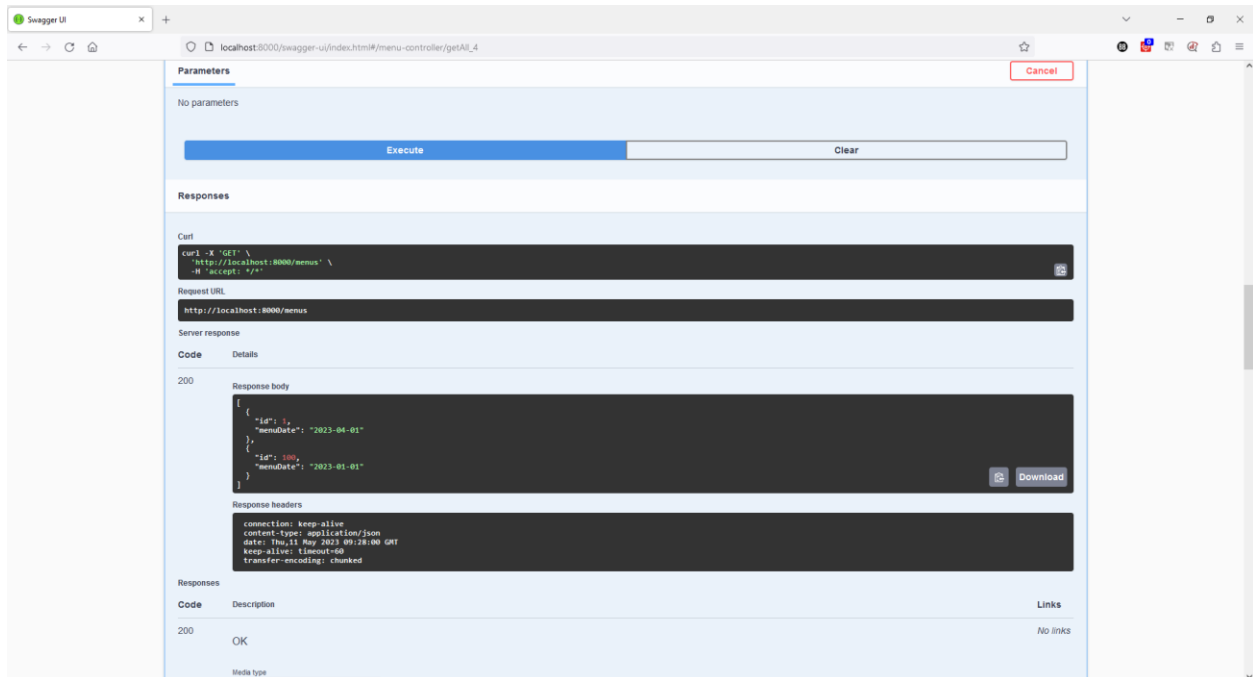 Swagger UI
localhost:8000/swagger-ui/index.html#/menu-controller/getAll_4
Parameters
Cancel
No parameters
Execute
Clear
Responses
Curl
curl -X 'GET' \
'http://localhost:8000/menus' \
-H 'accept: */*'
Request URL
http://localhost:8000/menus
Server response
Code Details
200
Response body
[
{
"id": 1,
"menuDate": "2023-04-01"
},
{
"id": 100,
"menuDate": "2023-01-01"
}
]
Download
Response headers
connection: keep-alive
content-type: application/json
date: Thu,11 May 2023 09:28:00 GMT
keep-alive: timeout=60
transfer-encoding: chunked
Responses
Code Description Links
200 No links
OK
Media type